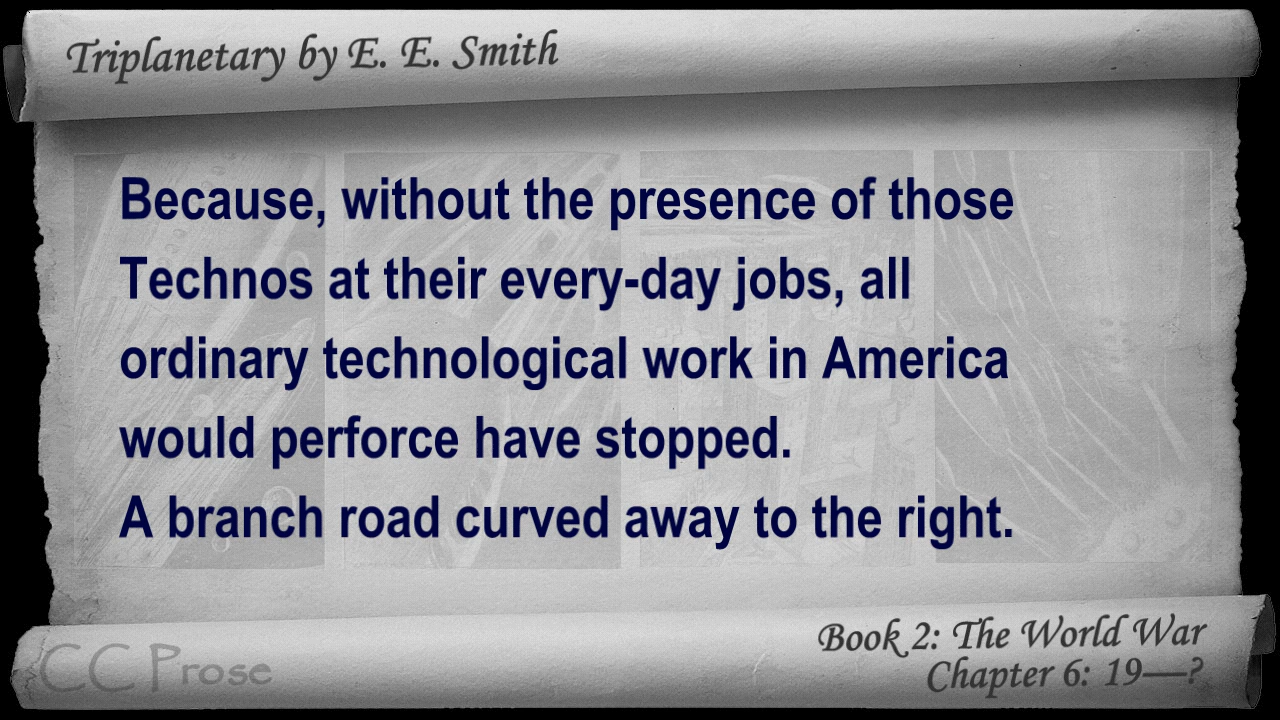 Triplanetary by E. E. Smith
Because, without the presence of those
Technos at their every-day jobs, all
ordinary technological work in America
would perforce have stopped.
A branch road curved away to the right.
Book 2: The World War
Chapter 6: 19—?
CC Prose